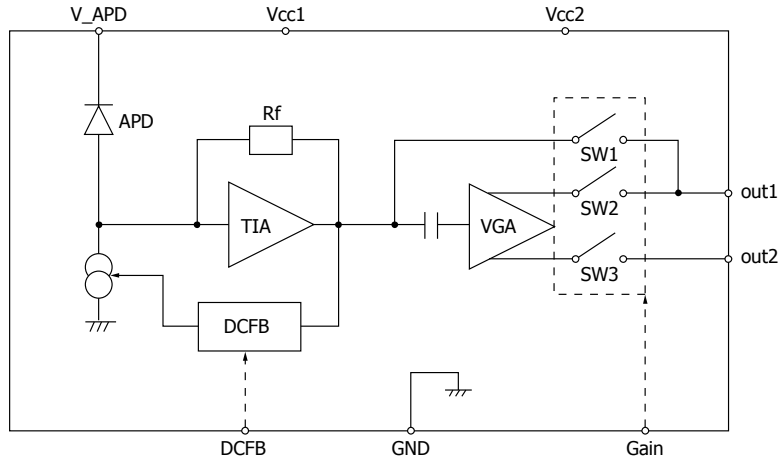 V_APD
Vcc1
Vcc2
APD
Rf
SW1
TIA
VGA
SW2
out1
SW3
out2
DCFB
DCFB
GND
Gain